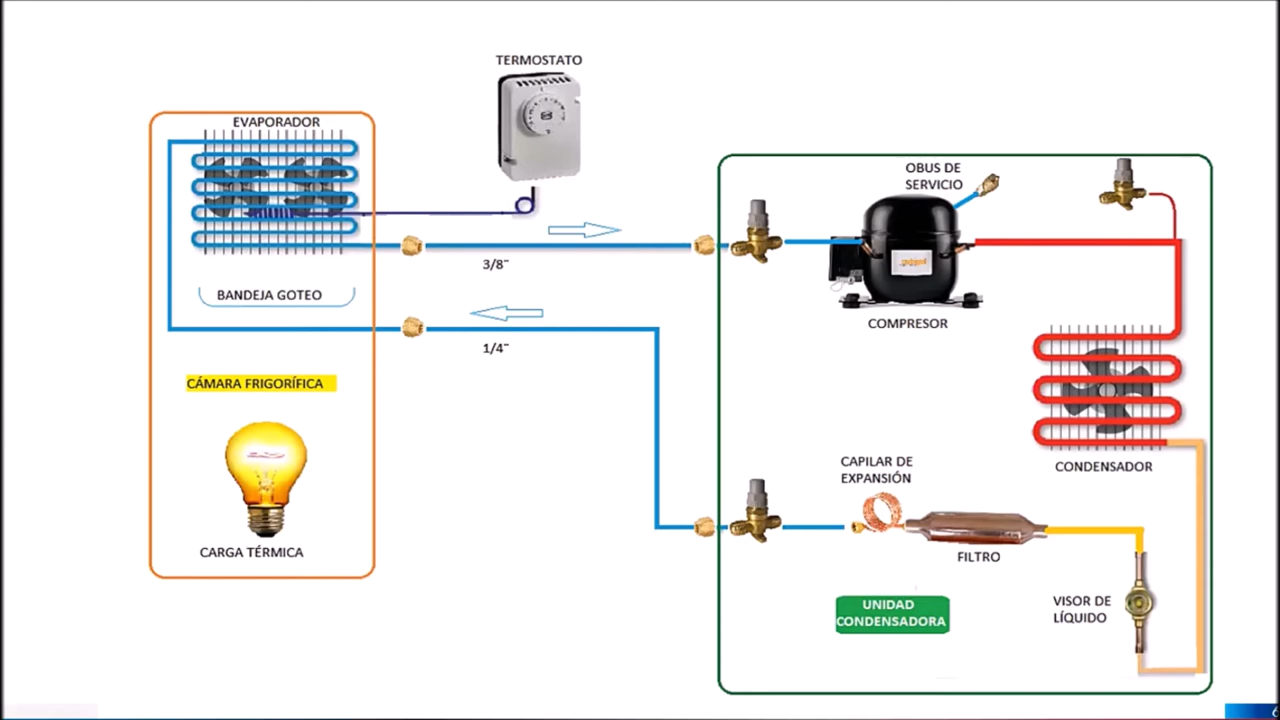 TERMOSTATO
EVAPORADOR
OBUS DE
SERVICIO
3/8¨
BANDEJA GOTEO
COMPRESOR
1/4¨
CÁMARA FRIGORÍFICA
CAPILAR DE
EXPANSIÓN
CONDENSADOR
CARGA TÉRMICA
FILTRO
UNIDAD
CONDENSADORA
VISOR DE
LÍQUIDO